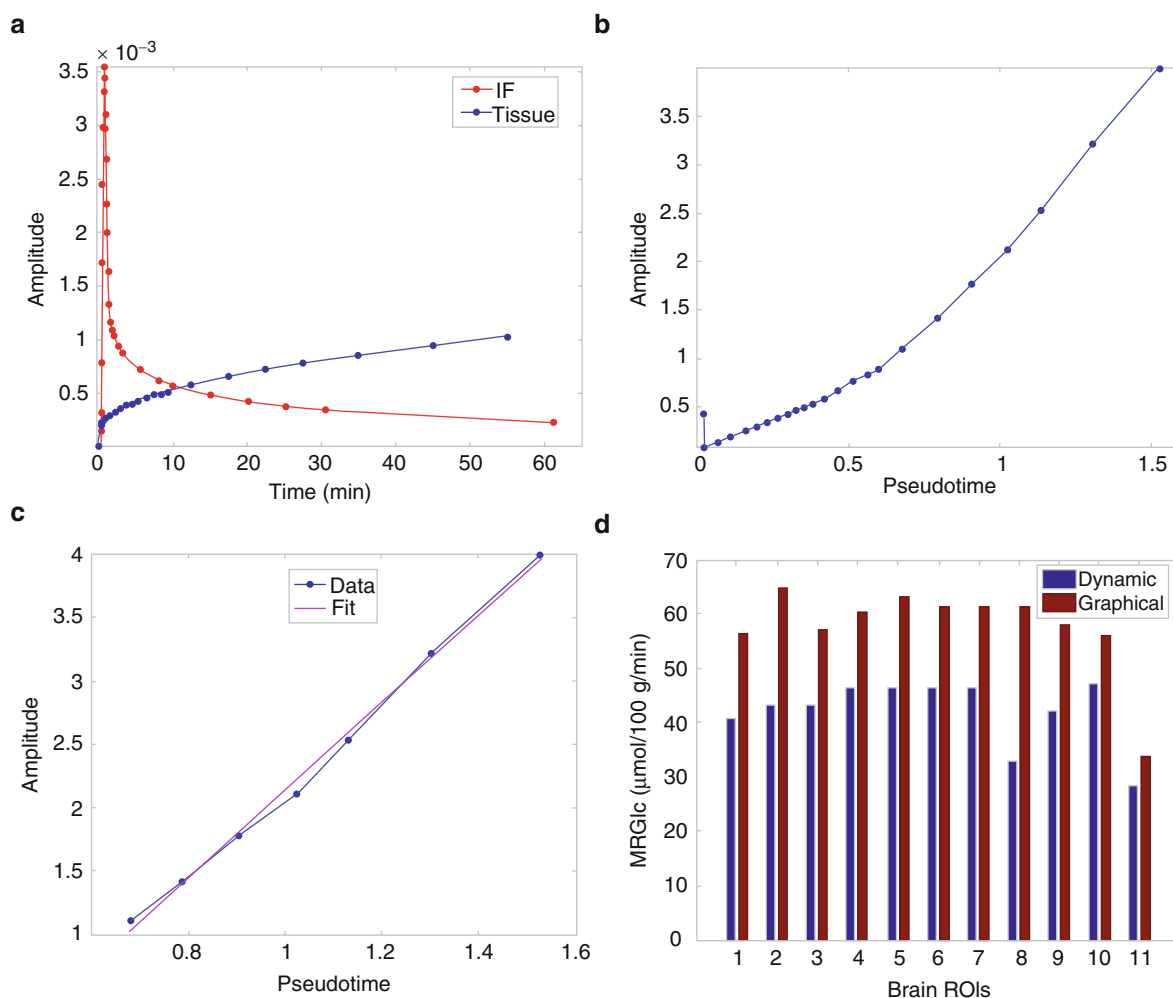 a
× 10⁻³
3.5
3
2.5
2
1.5
1
0.5
0 10 20 30 40 50 60
Amplitude
Time (min)
IF
Tissue
b
3.5
3
2.5
2
1.5
1
0.5
0 0.5 1 1.5
Amplitude
Pseudotime
c
4
3.5
3
2.5
2
1.5
1
0.8 1 1.2 1.4 1.6
Amplitude
Pseudotime
Data
Fit
d
70
60
50
40
30
20
10
0
1 2 3 4 5 6 7 8 9 10 11
MRGlc (μmol/100 g/min)
Brain ROIs
Dynamic
Graphical